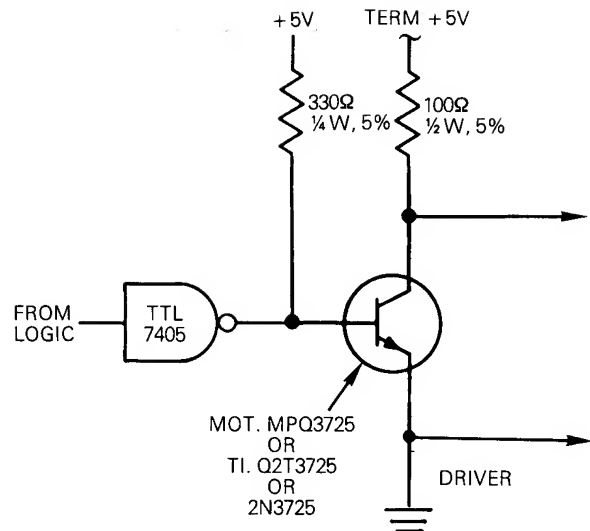 +5V
TERM +5V
330Ω
¼ W, 5%
100Ω
½ W, 5%
FROM
LOGIC
TTL
7405
MOT. MPQ3725
OR
TI. Q2T3725
OR
2N3725
DRIVER